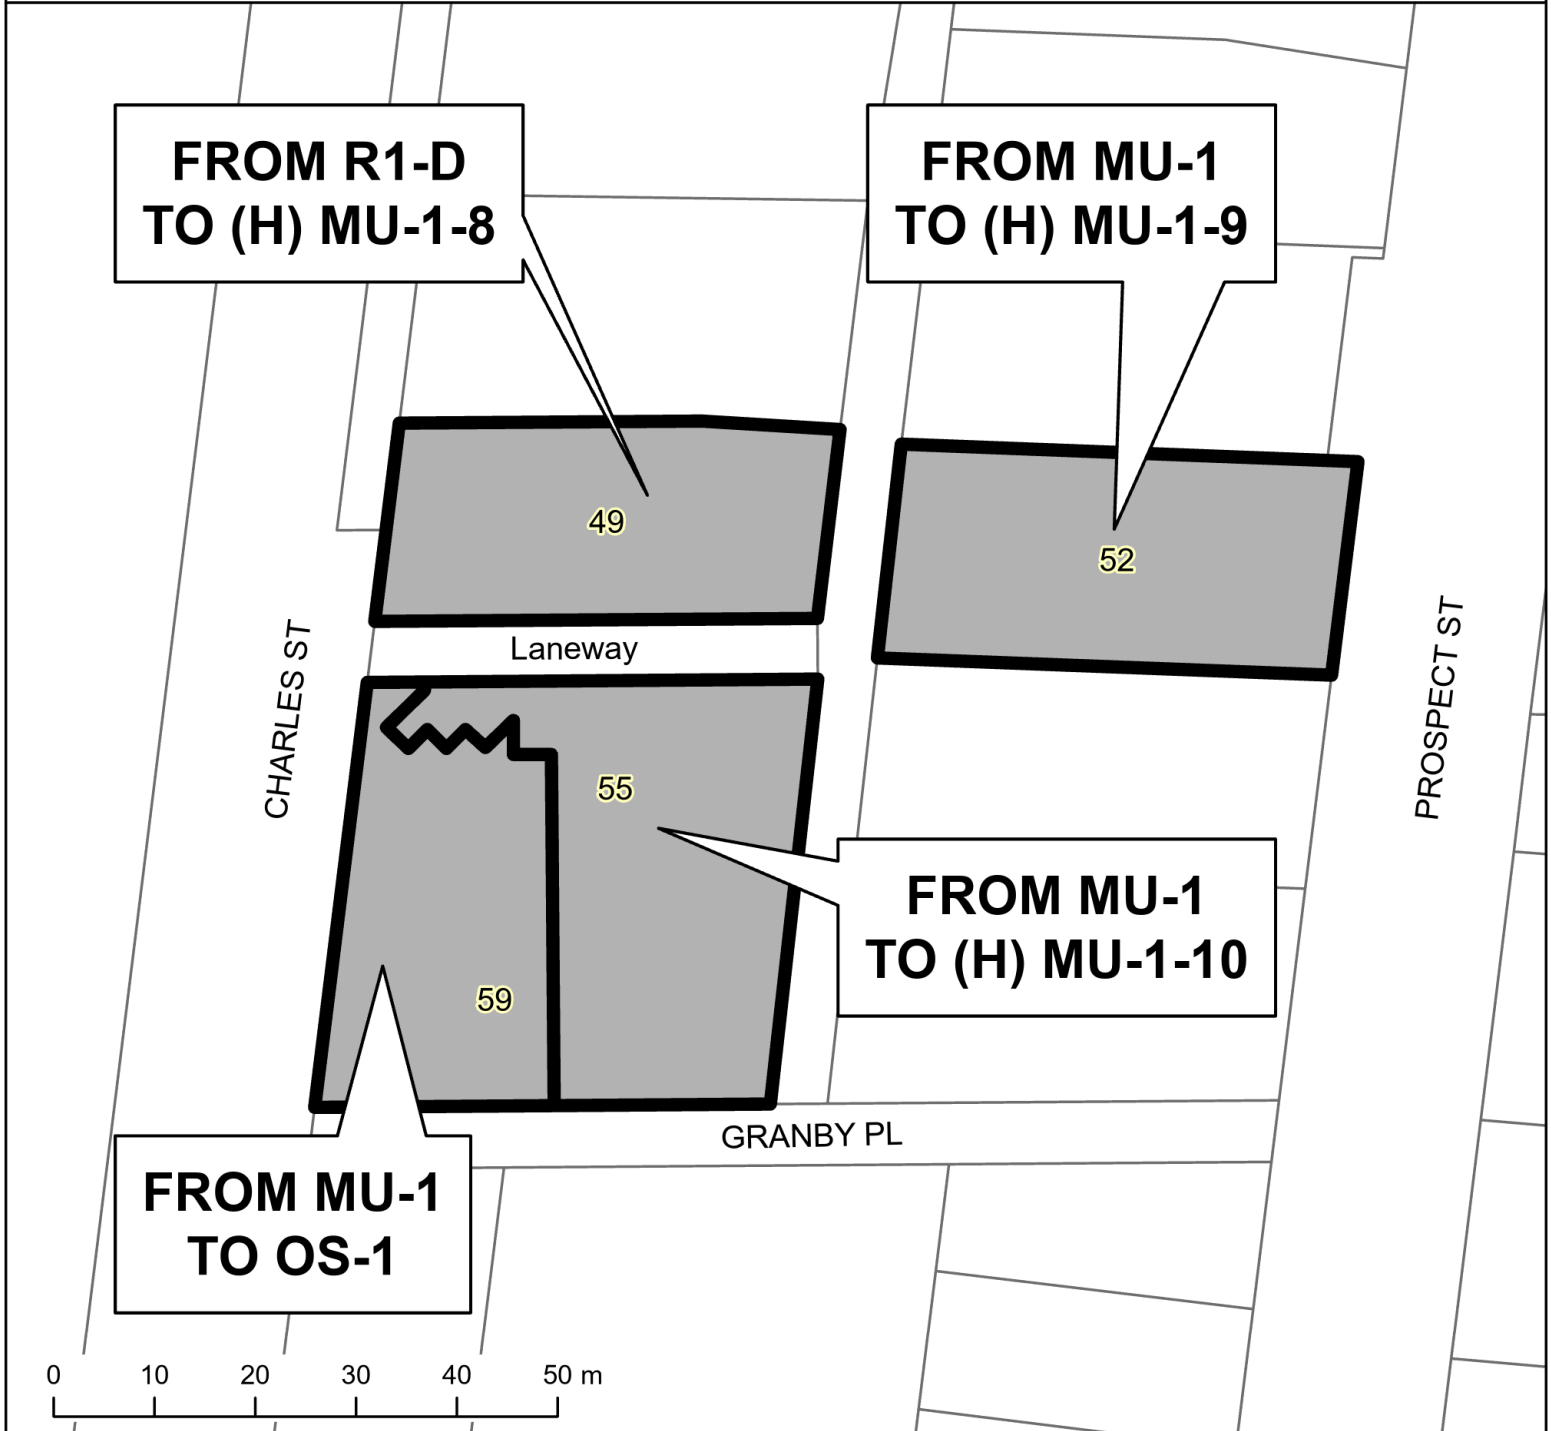 FROM R1-D
TO (H) MU-1-8
FROM MU-1
TO (H) MU-1-9
49
52
Laneway
CHARLES ST
PROSPECT ST
55
FROM MU-1
TO (H) MU-1-10
59
GRANBY PL
FROM MU-1
TO OS-1
0 10 20 30 40 50 m